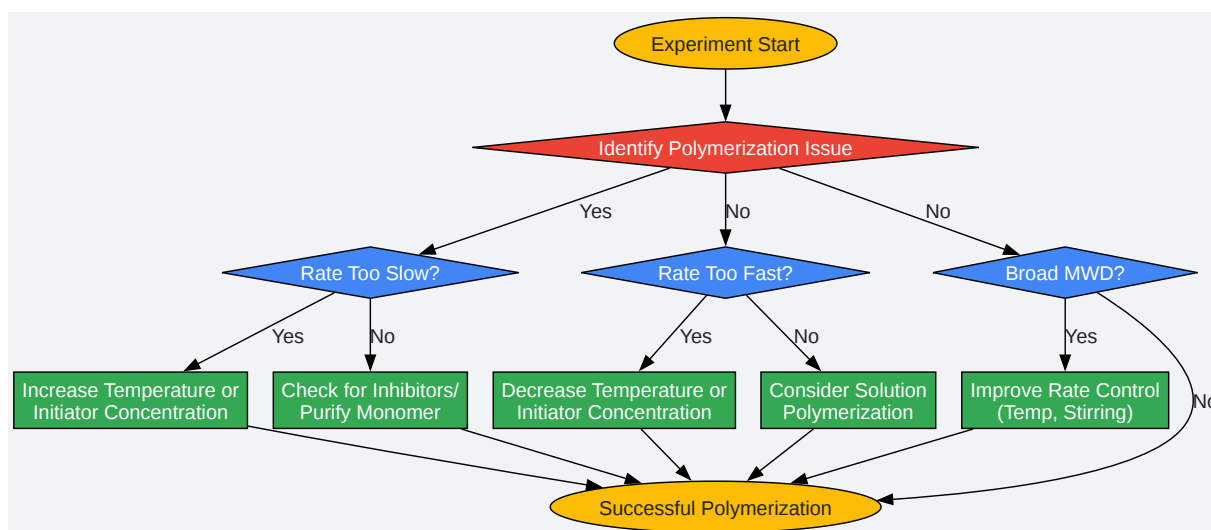 Experiment Start
Identify Polymerization Issue
Yes
No
No
Rate Too Slow?
Rate Too Fast?
Broad MWD?
Yes
No
Yes
No
Yes
No
Increase Temperature or
Initiator Concentration
Check for Inhibitors/
Purify Monomer
Decrease Temperature or
Initiator Concentration
Consider Solution
Polymerization
Improve Rate Control
(Temp, Stirring)
Successful Polymerization